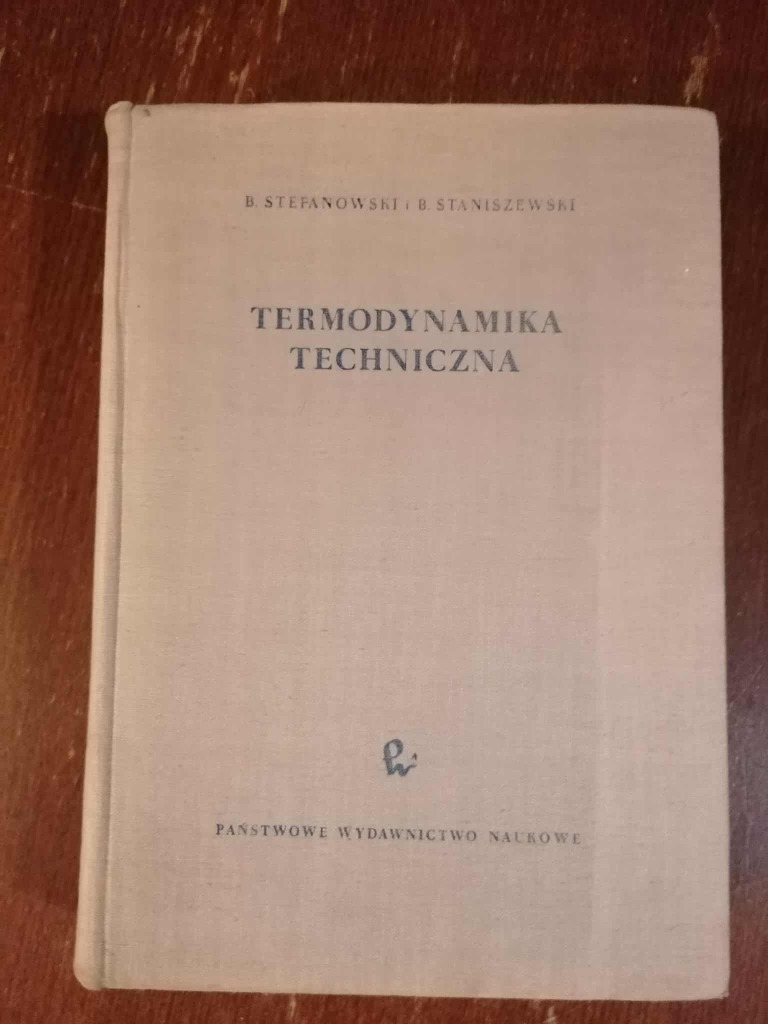 B. STEFANOWSKI i B. STANISZEWSKI
TERMODYNAMIKA
TECHNICZNA
PAŃSTWOWE WYDAWNICTWO NAUKOWE